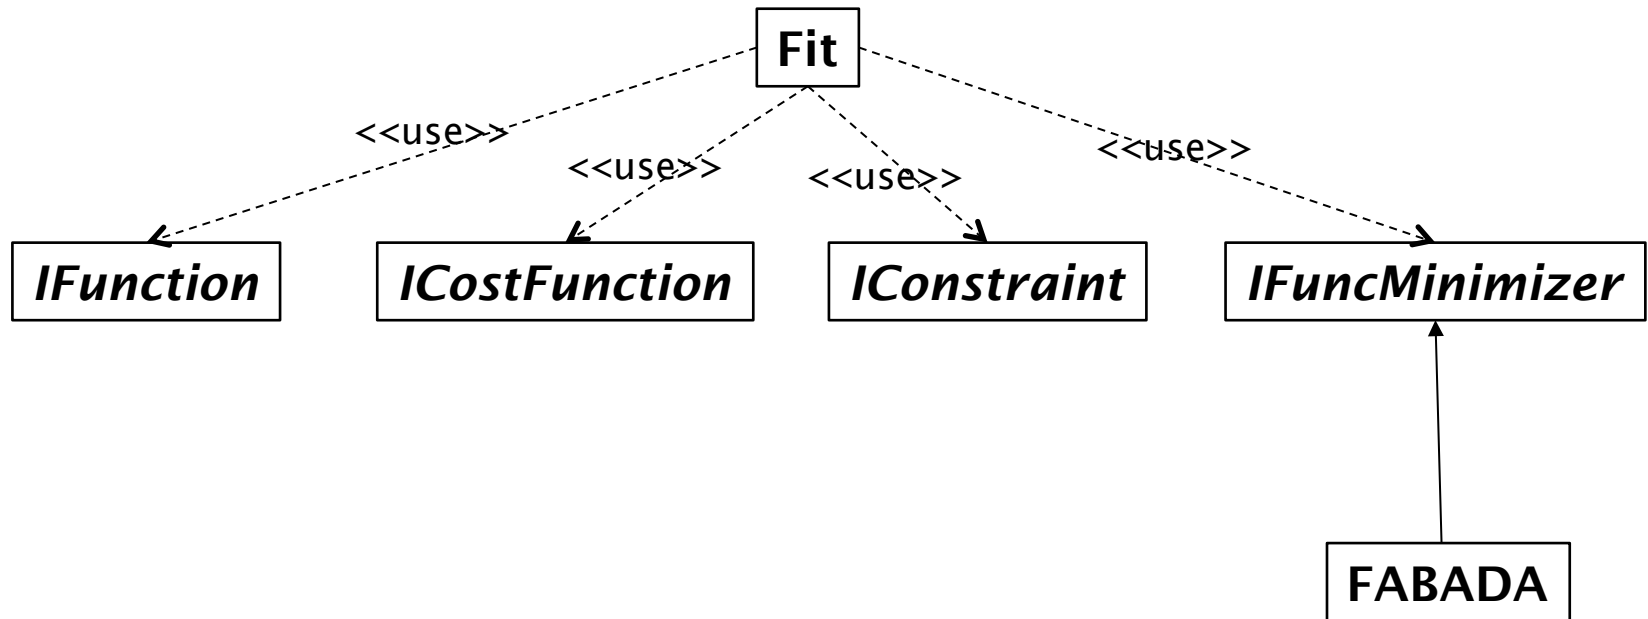 Fit
<<use>>
<<use>>
<<use>>
<<use>>
IFunction
ICostFunction
IConstraint
IFuncMinimizer
FABADA